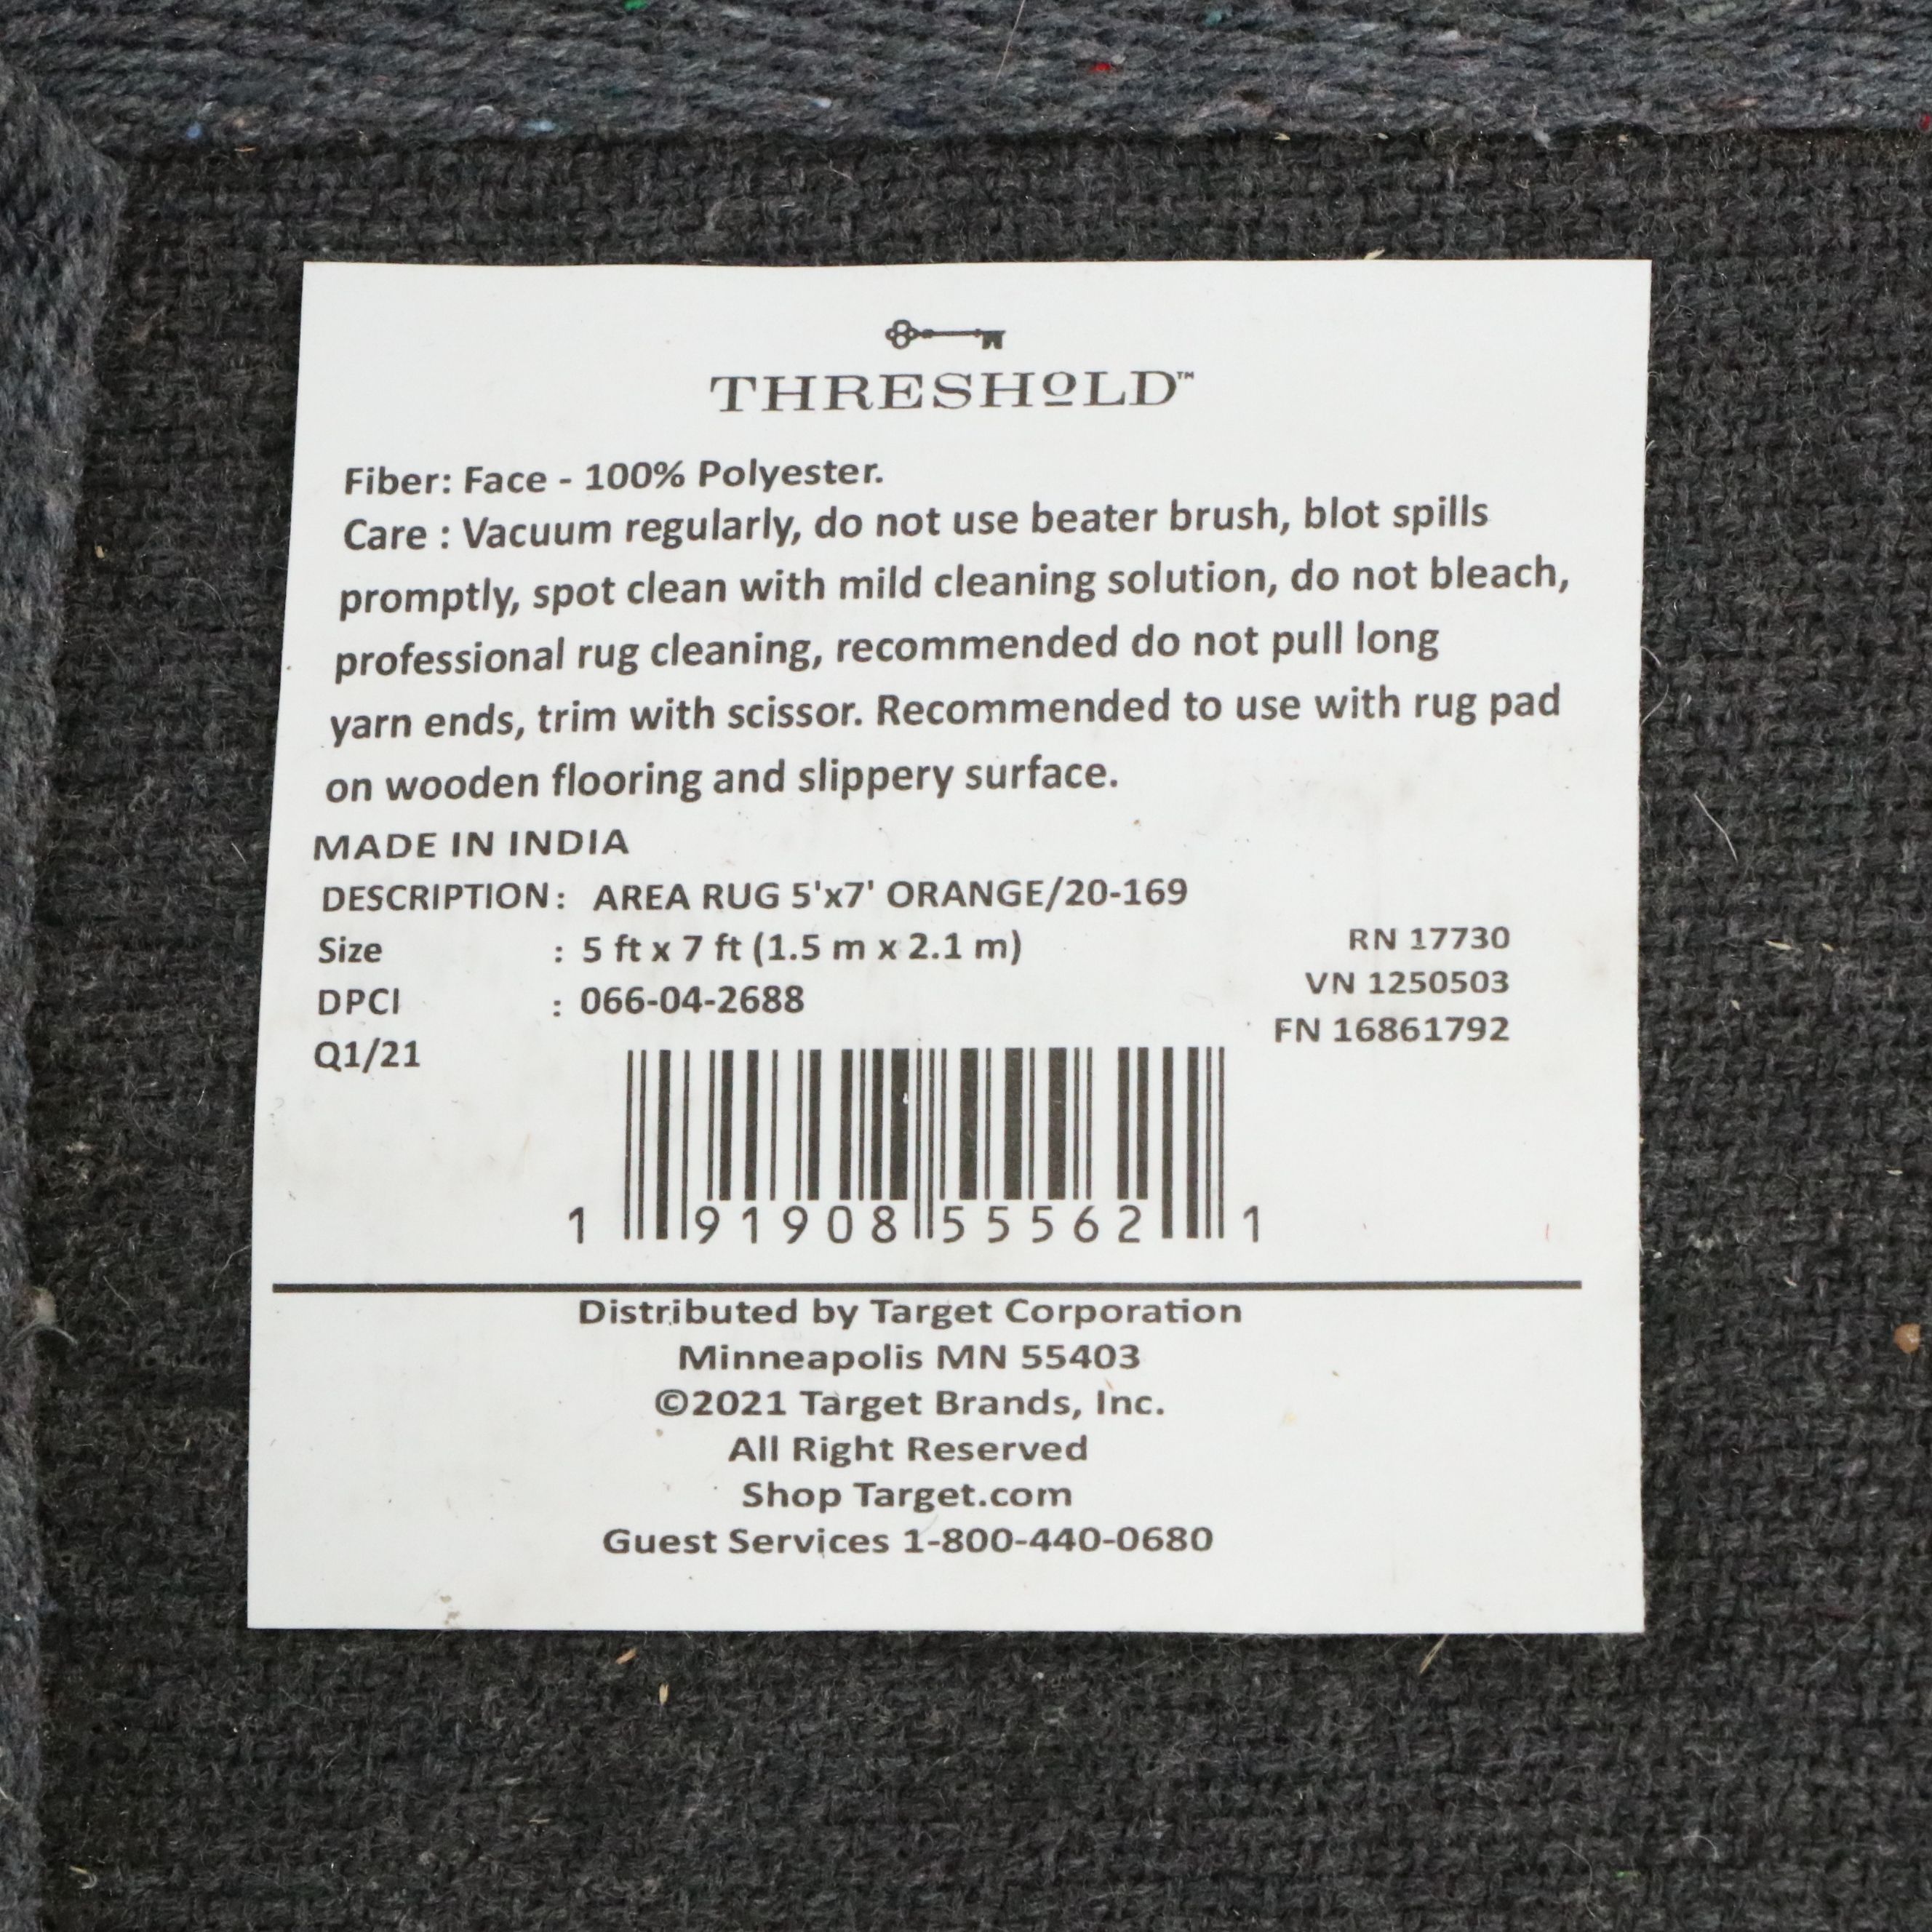 THRESHOLD™
Fiber: Face - 100% Polyester.
Care : Vacuum regularly, do not use beater brush, blot spills
promptly, spot clean with mild cleaning solution, do not bleach,
professional rug cleaning, recommended do not pull long
yarn ends, trim with scissor. Recommended to use with rug pad
on wooden flooring and slippery surface.
MADE IN INDIA
DESCRIPTION : AREA RUG 5'x7' ORANGE/20-169
Size : 5 ft x 7 ft (1.5 m x 2.1 m)
RN 17730
DPCI : 066-04-2688
VN 1250503
Q1/21
FN 16861792
1 91908 55562 1
Distributed by Target Corporation
Minneapolis MN 55403
©2021 Target Brands, Inc.
All Right Reserved
Shop Target.com
Guest Services 1-800-440-0680